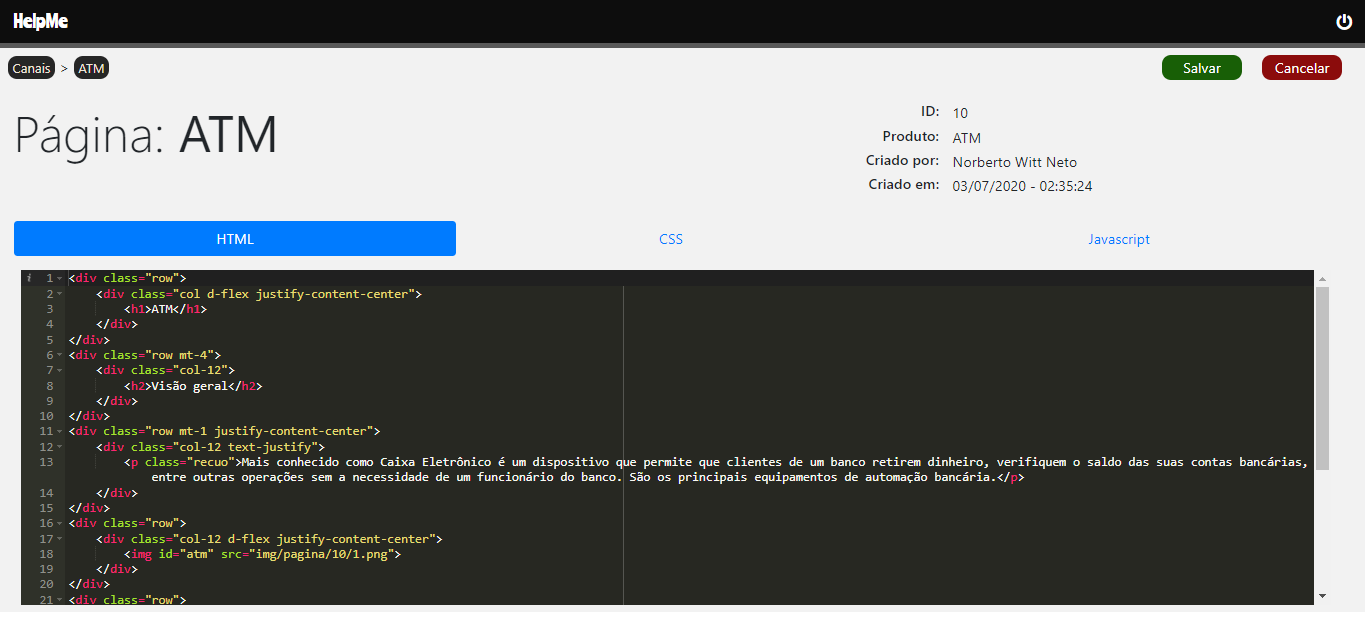 HelpMe
Canais > ATM
Salvar Cancelar
Página: ATM
ID: 10
Produto: ATM
Criado por: Norberto Witt Neto
Criado em: 03/07/2020 - 02:35:24
HTML CSS Javascript
i 1 <div class="row">
2 <div class="col d-flex justify-content-center">
3 <h1>ATM</h1>
4 </div>
5 </div>
6 <div class="row mt-4">
7 <div class="col-12">
8 <h2>Visão geral</h2>
9 </div>
10 </div>
11 <div class="row mt-1 justify-content-center">
12 <div class="col-12 text-justify">
13 <p class="recuo">Mais conhecido como Caixa Eletrônico é um dispositivo que permite que clientes de um banco retirem dinheiro, verifiquem o saldo das suas contas bancárias,
entre outras operações sem a necessidade de um funcionário do banco. São os principais equipamentos de automação bancária.</p>
14 </div>
15 </div>
16 <div class="row">
17 <div class="col-12 d-flex justify-content-center">
18 <img id="atm" src="img/pagina/10/1.png">
19 </div>
20 </div>
21 <div class="row">